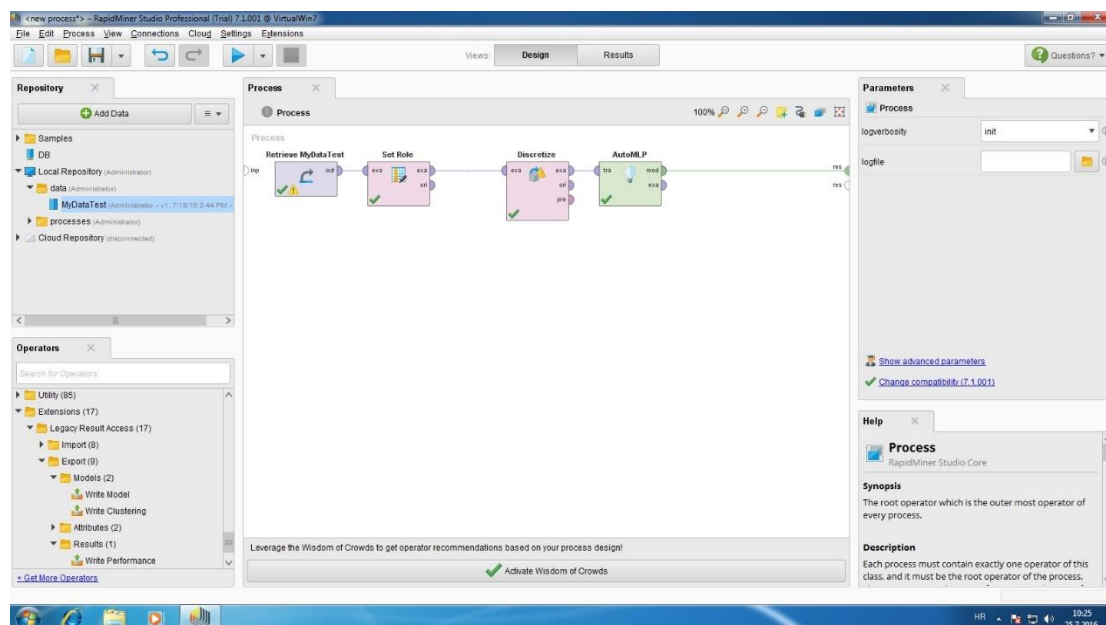 <new process*> – RapidMiner Studio Professional (Trial) 7.1.001 @ VirtualWin7
File Edit Process View Connections Cloud Settings Extensions
Views: Design Results Questions?
Repository
Add Data
Samples
DB
Local Repository (Administrator)
data (Administrator)
MyDataTest (Administrator - v1, 7/18/16 2:44 PM -
processes (Administrator)
Cloud Repository (disconnected)
Operators
Search for Operators
Utility (85)
Extensions (17)
Legacy Result Access (17)
Import (8)
Export (9)
Models (2)
Write Model
Write Clustering
Attributes (2)
Results (1)
Write Performance
+ Get More Operators
Process
Process
100%
Process
Retrieve MyDataTest Set Role Discretize AutoMLP
inp out exa exa exa exa tra mod res
ori ori exa res
pre
Leverage the Wisdom of Crowds to get operator recommendations based on your process design!
Activate Wisdom of Crowds
Parameters
Process
logverbosity init
logfile
Show advanced parameters
Change compatibility (7.1.001)
Help
Process
RapidMiner Studio Core
Synopsis
The root operator which is the outer most operator of
every process.
Description
Each process must contain exactly one operator of this
class, and it must be the root operator of the process.
HR 10:25
25.7.2016